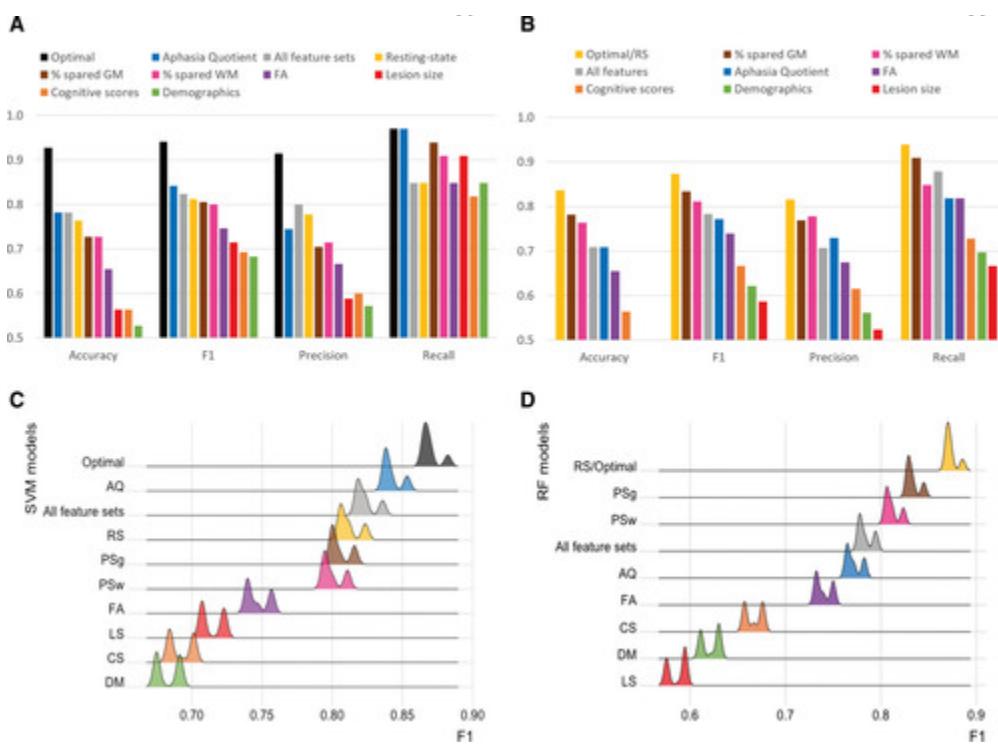 A
Optimal Aphasia Quotient All feature sets Resting-state
% spared GM % spared WM FA Lesion size
Cognitive scores Demographics
1.0
0.9
0.8
0.7
0.6
0.5
Accuracy F1 Precision Recall
B
Optimal/RS % spared GM % spared WM
All features Aphasia Quotient FA
Cognitive scores Demographics Lesion size
1.0
0.9
0.8
0.7
0.6
0.5
Accuracy F1 Precision Recall
C
SVM models
Optimal
AQ
All feature sets
RS
PSg
PSw
FA
LS
CS
DM
0.70 0.75 0.80 0.85 0.90
F1
D
RF models
RS/Optimal
PSg
PSw
All feature sets
AQ
FA
CS
DM
LS
0.6 0.7 0.8 0.9
F1